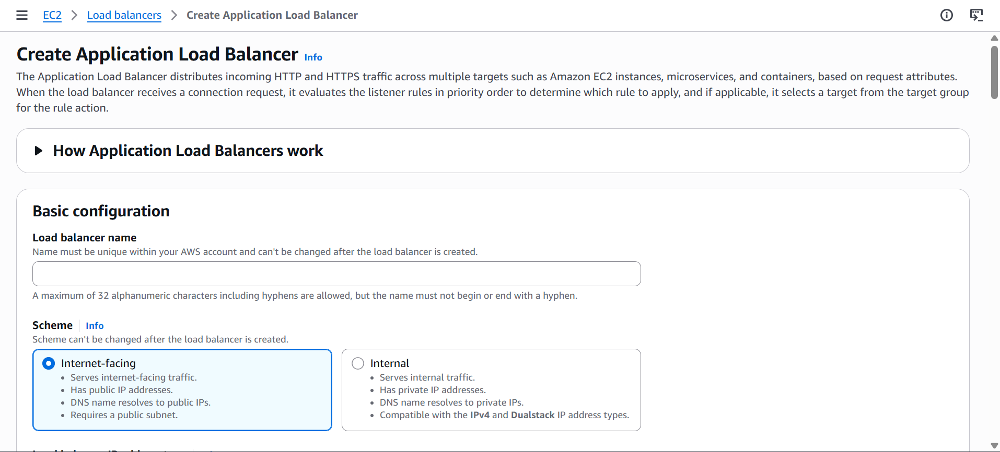 EC2 > Load balancers > Create Application Load Balancer
Create Application Load Balancer Info
The Application Load Balancer distributes incoming HTTP and HTTPS traffic across multiple targets such as Amazon EC2 instances, microservices, and containers, based on request attributes.
When the load balancer receives a connection request, it evaluates the listener rules in priority order to determine which rule to apply, and if applicable, it selects a target from the target group
for the rule action.
How Application Load Balancers work
Basic configuration
Load balancer name
Name must be unique within your AWS account and can't be changed after the load balancer is created.
A maximum of 32 alphanumeric characters including hyphens are allowed, but the name must not begin or end with a hyphen.
Scheme Info
Scheme can't be changed after the load balancer is created.
Internet-facing
• Serves internet-facing traffic.
• Has public IP addresses.
• DNS name resolves to public IPs.
• Requires a public subnet.
Internal
• Serves internal traffic.
• Has private IP addresses.
• DNS name resolves to private IPs.
• Compatible with the IPv4 and Dualstack IP address types.